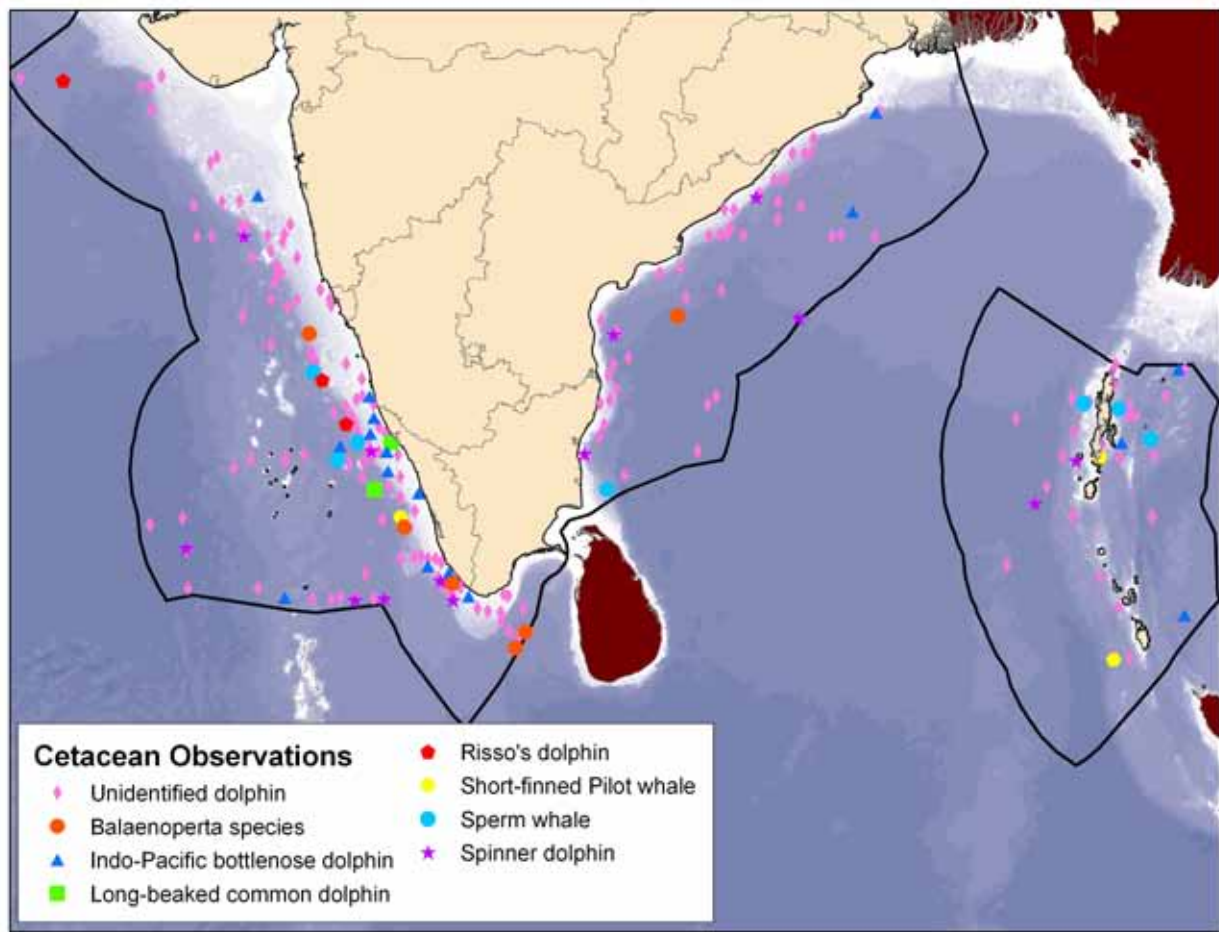 Cetacean Observations
Unidentified dolphin
Balaenoperta species
Indo-Pacific bottlenose dolphin
Long-beaked common dolphin
Risso's dolphin
Short-finned Pilot whale
Sperm whale
Spinner dolphin